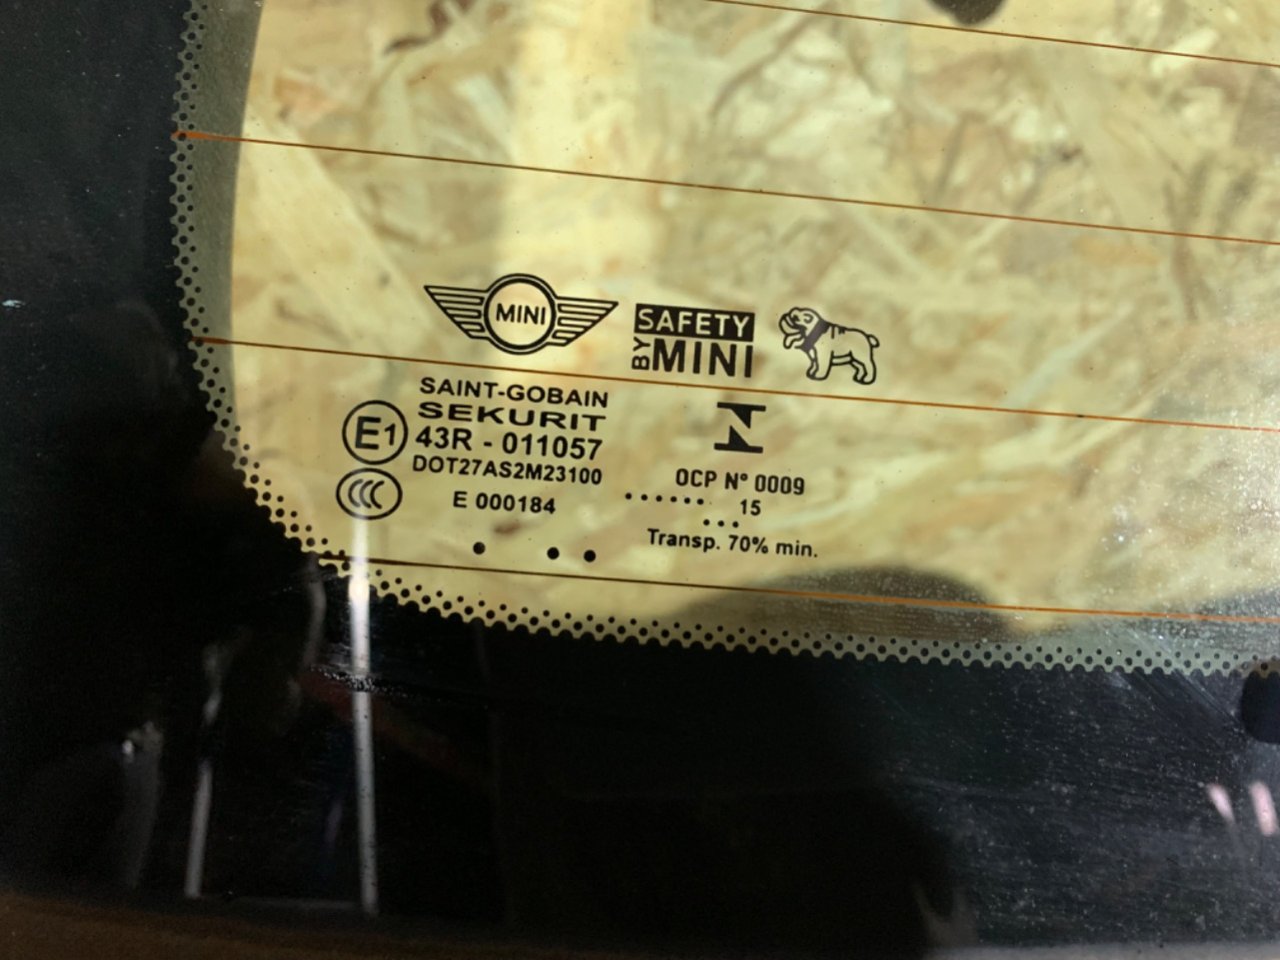 MINI
SAFETY
BY MINI
SAINT-GOBAIN
SEKURIT
E1
43R - 011057
DOT27AS2M23100
CCC
E 000184
N
OCP Nº 0009
....... 15
...
Transp. 70% min.